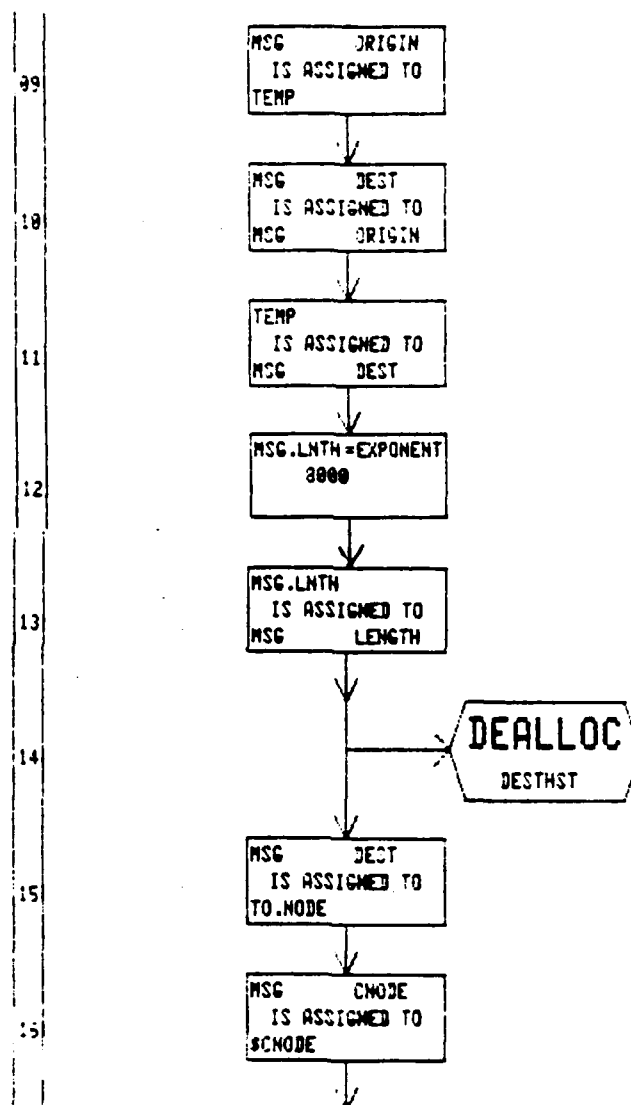 MSG ORIGIN
09
IS ASSIGNED TO
TEMP
MSG DEST
10
IS ASSIGNED TO
MSG ORIGIN
TEMP
11
IS ASSIGNED TO
MSG DEST
MSG.LNTH=EXPONENT
12
8000
MSG.LNTH
13
IS ASSIGNED TO
MSG LENGTH
14
DEALLOC
DESTHST
MSG DEST
15
IS ASSIGNED TO
TO.NODE
MSG CNODE
15
IS ASSIGNED TO
$CNODE